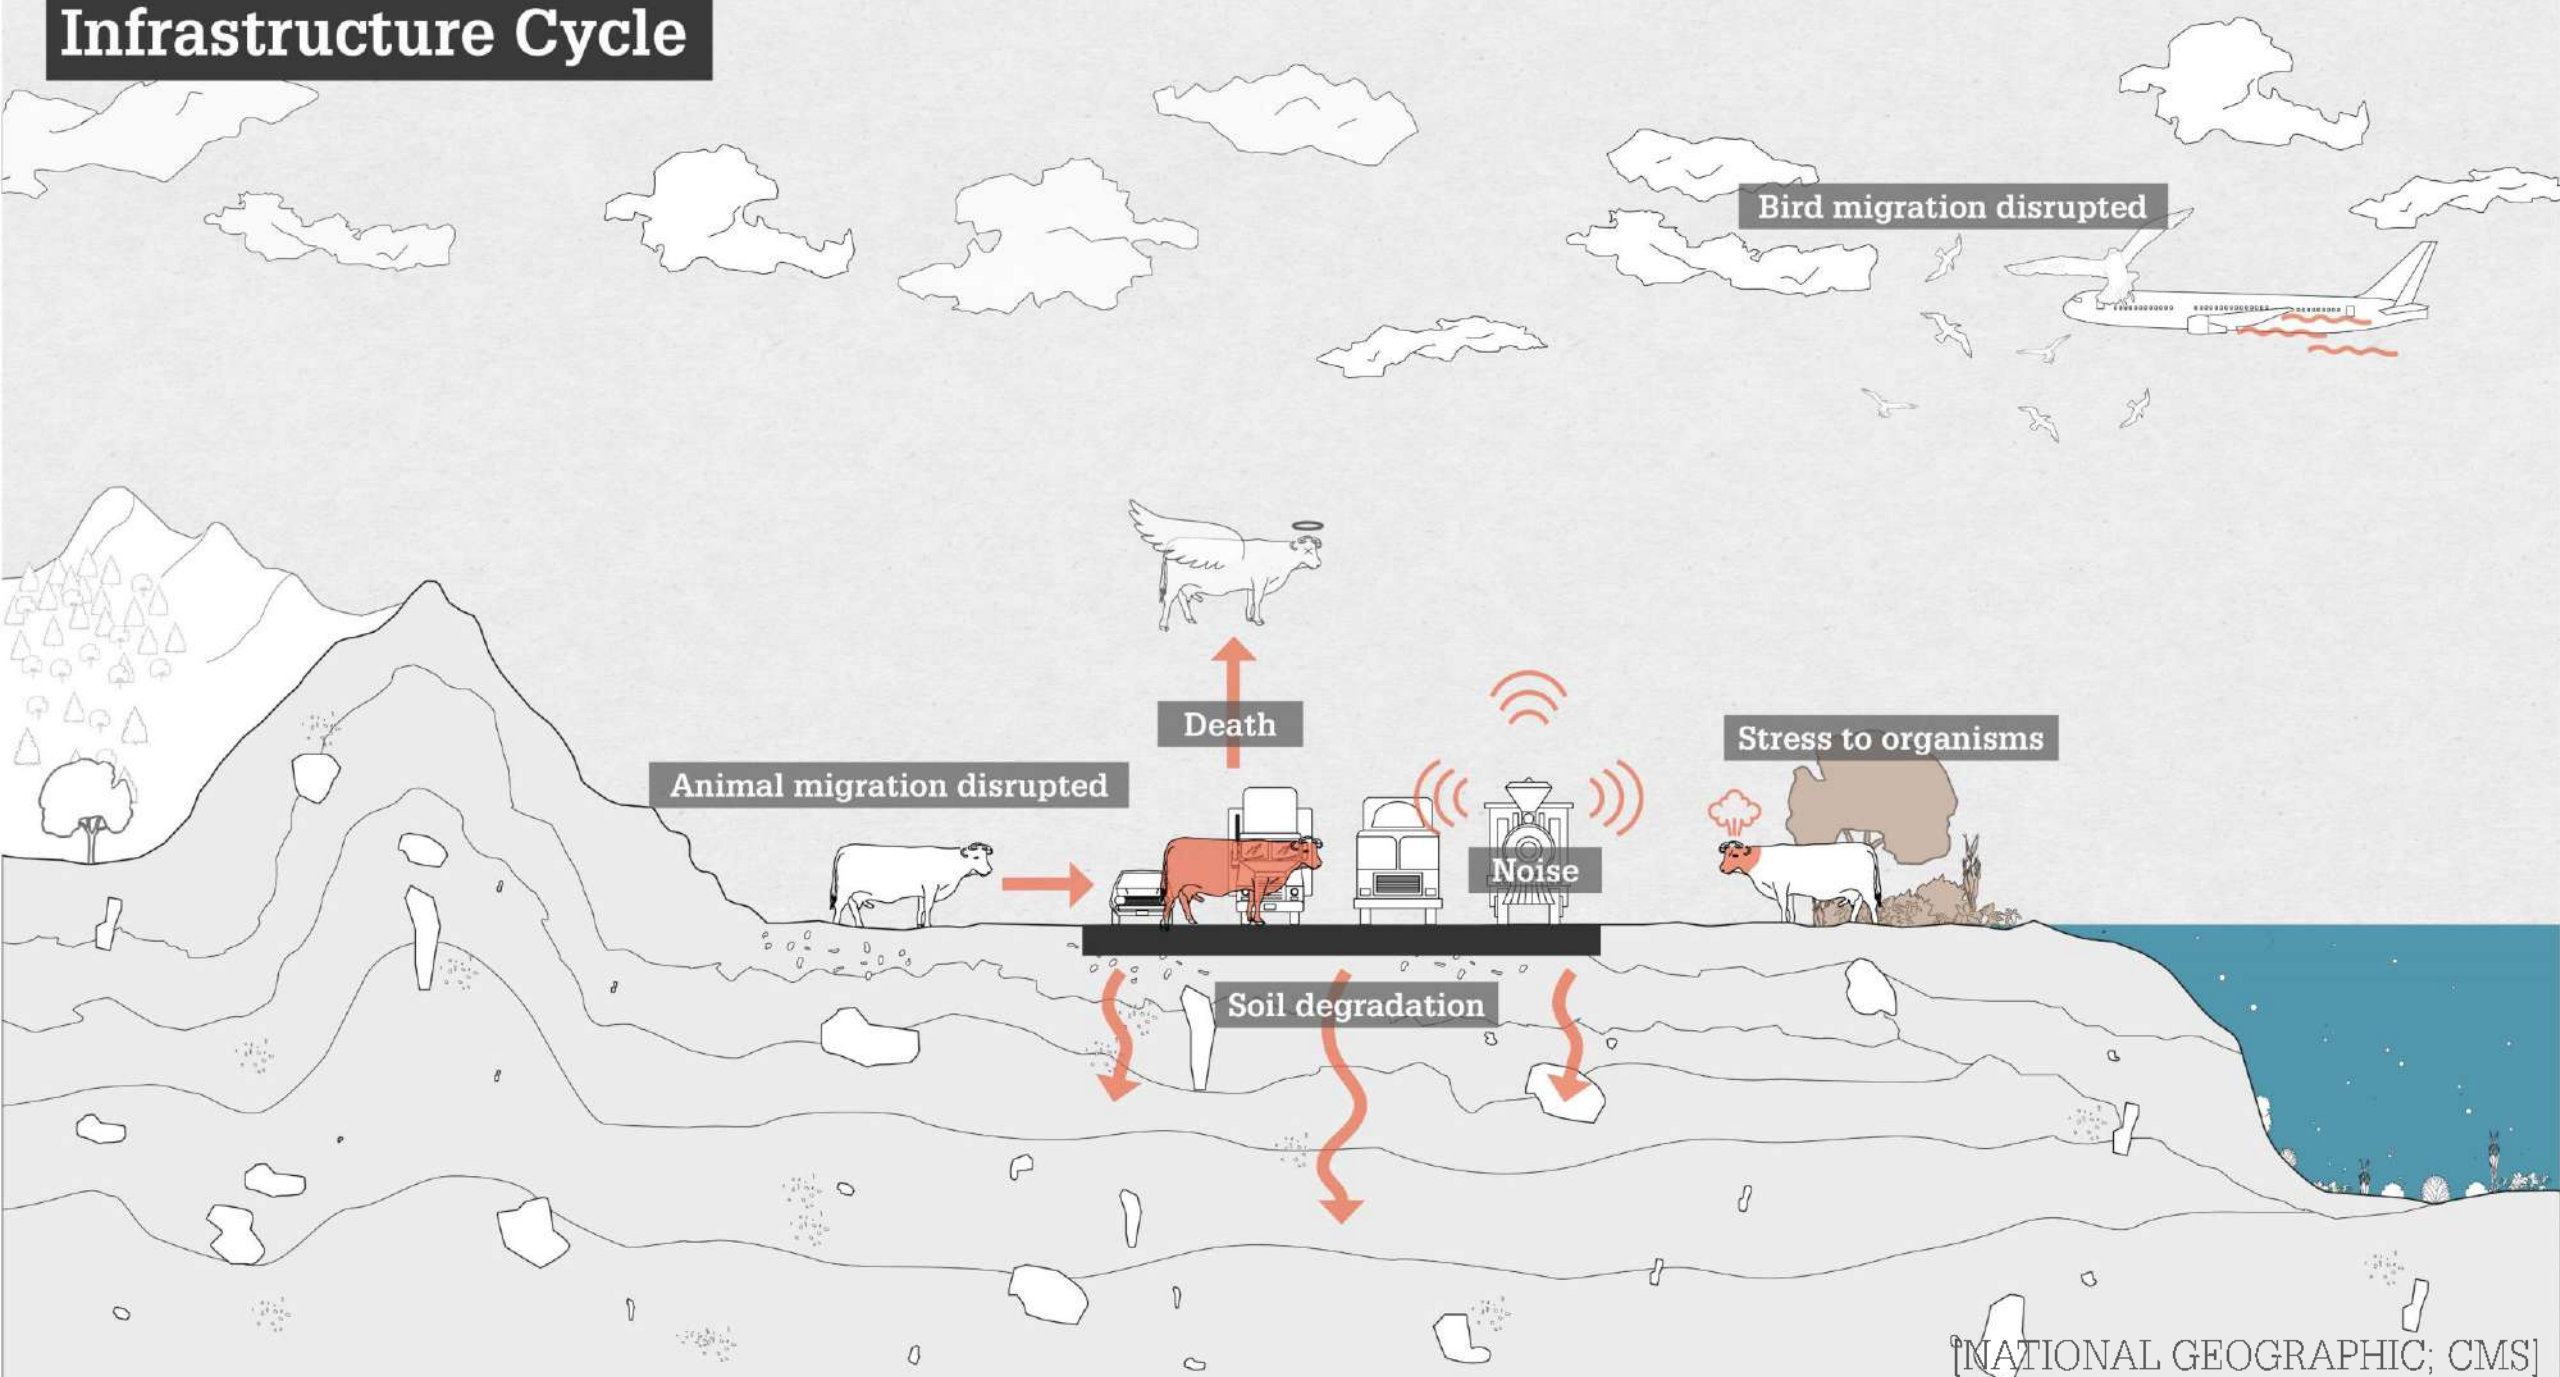 Infrastructure Cycle
Bird migration disrupted
Death
Stress to organisms
Animal migration disrupted
Noise
Soil degradation
[NATIONAL GEOGRAPHIC; CMS]